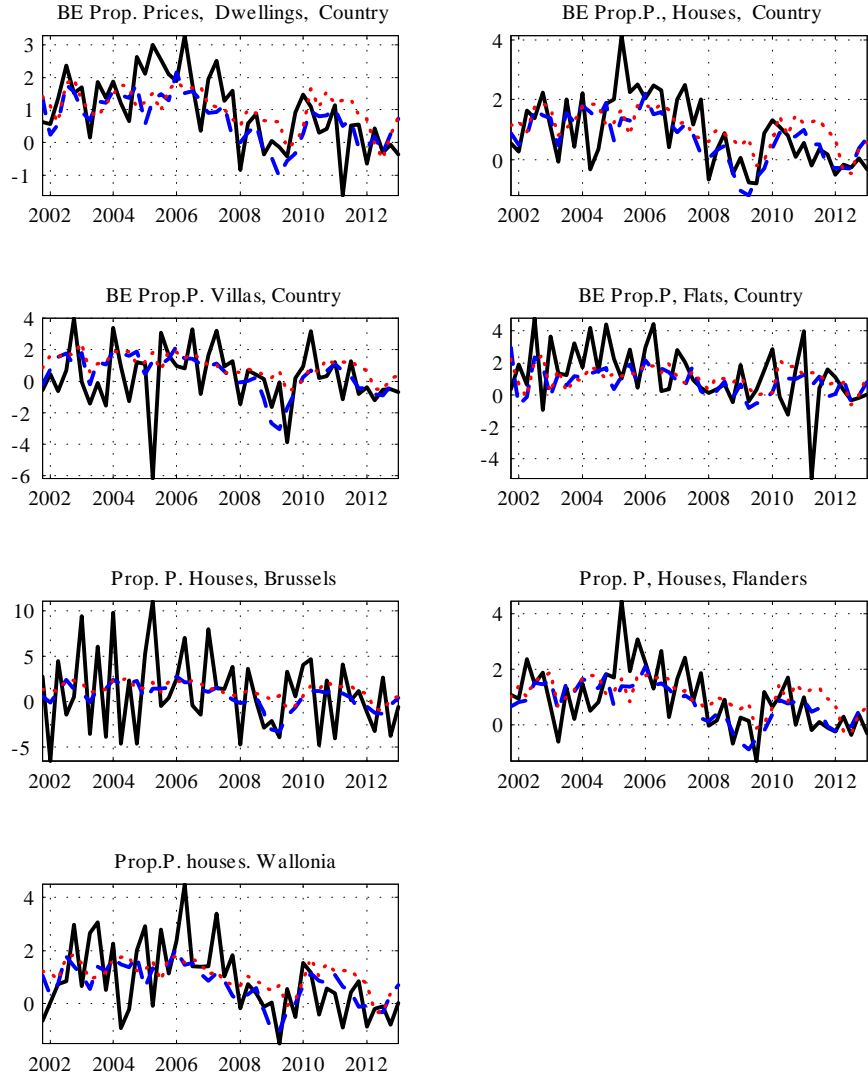 BE Prop. Prices, Dwellings, Country
3
2
1
0
-1
2002 2004 2006 2008 2010 2012
BE Prop.P., Houses, Country
4
2
0
2002 2004 2006 2008 2010 2012
BE Prop.P. Villas, Country
4
2
0
-2
-4
-6
2002 2004 2006 2008 2010 2012
BE Prop.P, Flats, Country
4
2
0
-2
-4
2002 2004 2006 2008 2010 2012
Prop. P. Houses, Brussels
10
5
0
-5
2002 2004 2006 2008 2010 2012
Prop. P, Houses, Flanders
4
2
0
2002 2004 2006 2008 2010 2012
Prop.P. houses. Wallonia
4
2
0
2002 2004 2006 2008 2010 2012